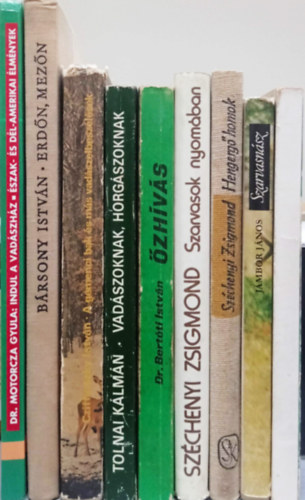 DR. MOTORCZA GYULA: INDUL A VADÁSZHÁZ • ÉSZAK- ÉS DÉL-AMERIKAI ÉLMÉNYEK
BÁRSONY ISTVÁN · ERDŐN, MEZŐN
TOLNAI KÁLMÁN · VADÁSZOKNAK, HORGÁSZOKNAK
Dr. Bertóti István ŐZHÍVÁS
SZÉCHENYI ZSIGMOND Szarvasok nyomában
Széchenyi Zsigmond Hengergő homok
JÁMBOR JÁNOS Szarvasnász